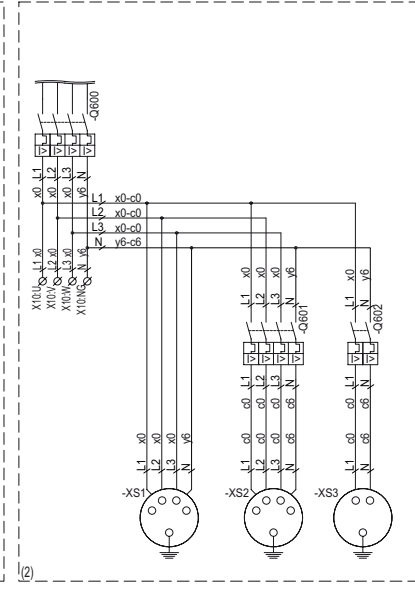 -Q600
I> I> I> I>
L1 L2 L3 N
x0 x0 x0 y6
L1 x0-c0
L2 x0-c0
L3 x0-c0
N y6-c6
x0 x0 x0 y6
L1 L2 L3 N
X10:U X10:V X10:W X10:NG
x0 x0 x0 y6
L1 L2 L3 N
-Q601
I> I> I> I>
L1 L2 L3 N
c0 c0 c0 c6
c0 c0 c0 c6
L1 L2 L3 N
x0 y6
L1 N
-Q602
I> I>
L1 N
c0 c6
c0 c6
L1 N
x0 x0 x0 y6
L1 L2 L3 N
-XS1
-XS2
-XS3
(2)